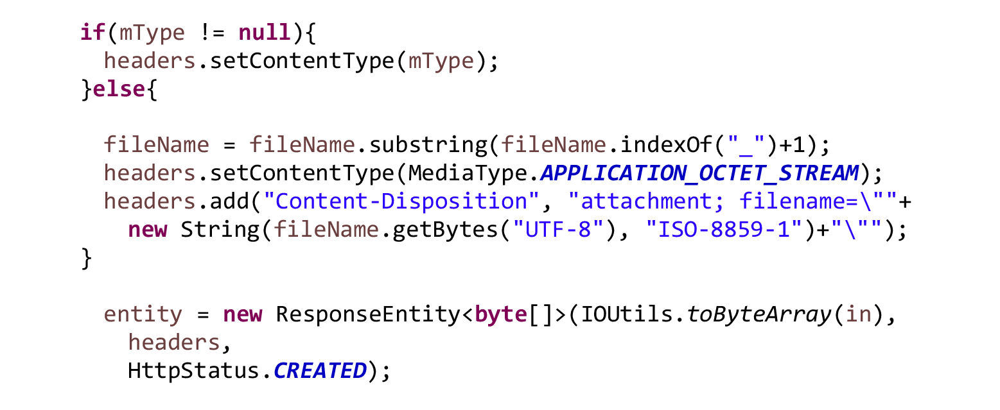 if(mType != null){
  headers.setContentType(mType);
}else{

  fileName = fileName.substring(fileName.indexOf("_")+1);
  headers.setContentType(MediaType.APPLICATION_OCTET_STREAM);
  headers.add("Content-Disposition", "attachment; filename=\""+
    new String(fileName.getBytes("UTF-8"), "ISO-8859-1")+"\"");
}

  entity = new ResponseEntity<byte[]>(IOUtils.toByteArray(in),
    headers,
    HttpStatus.CREATED);